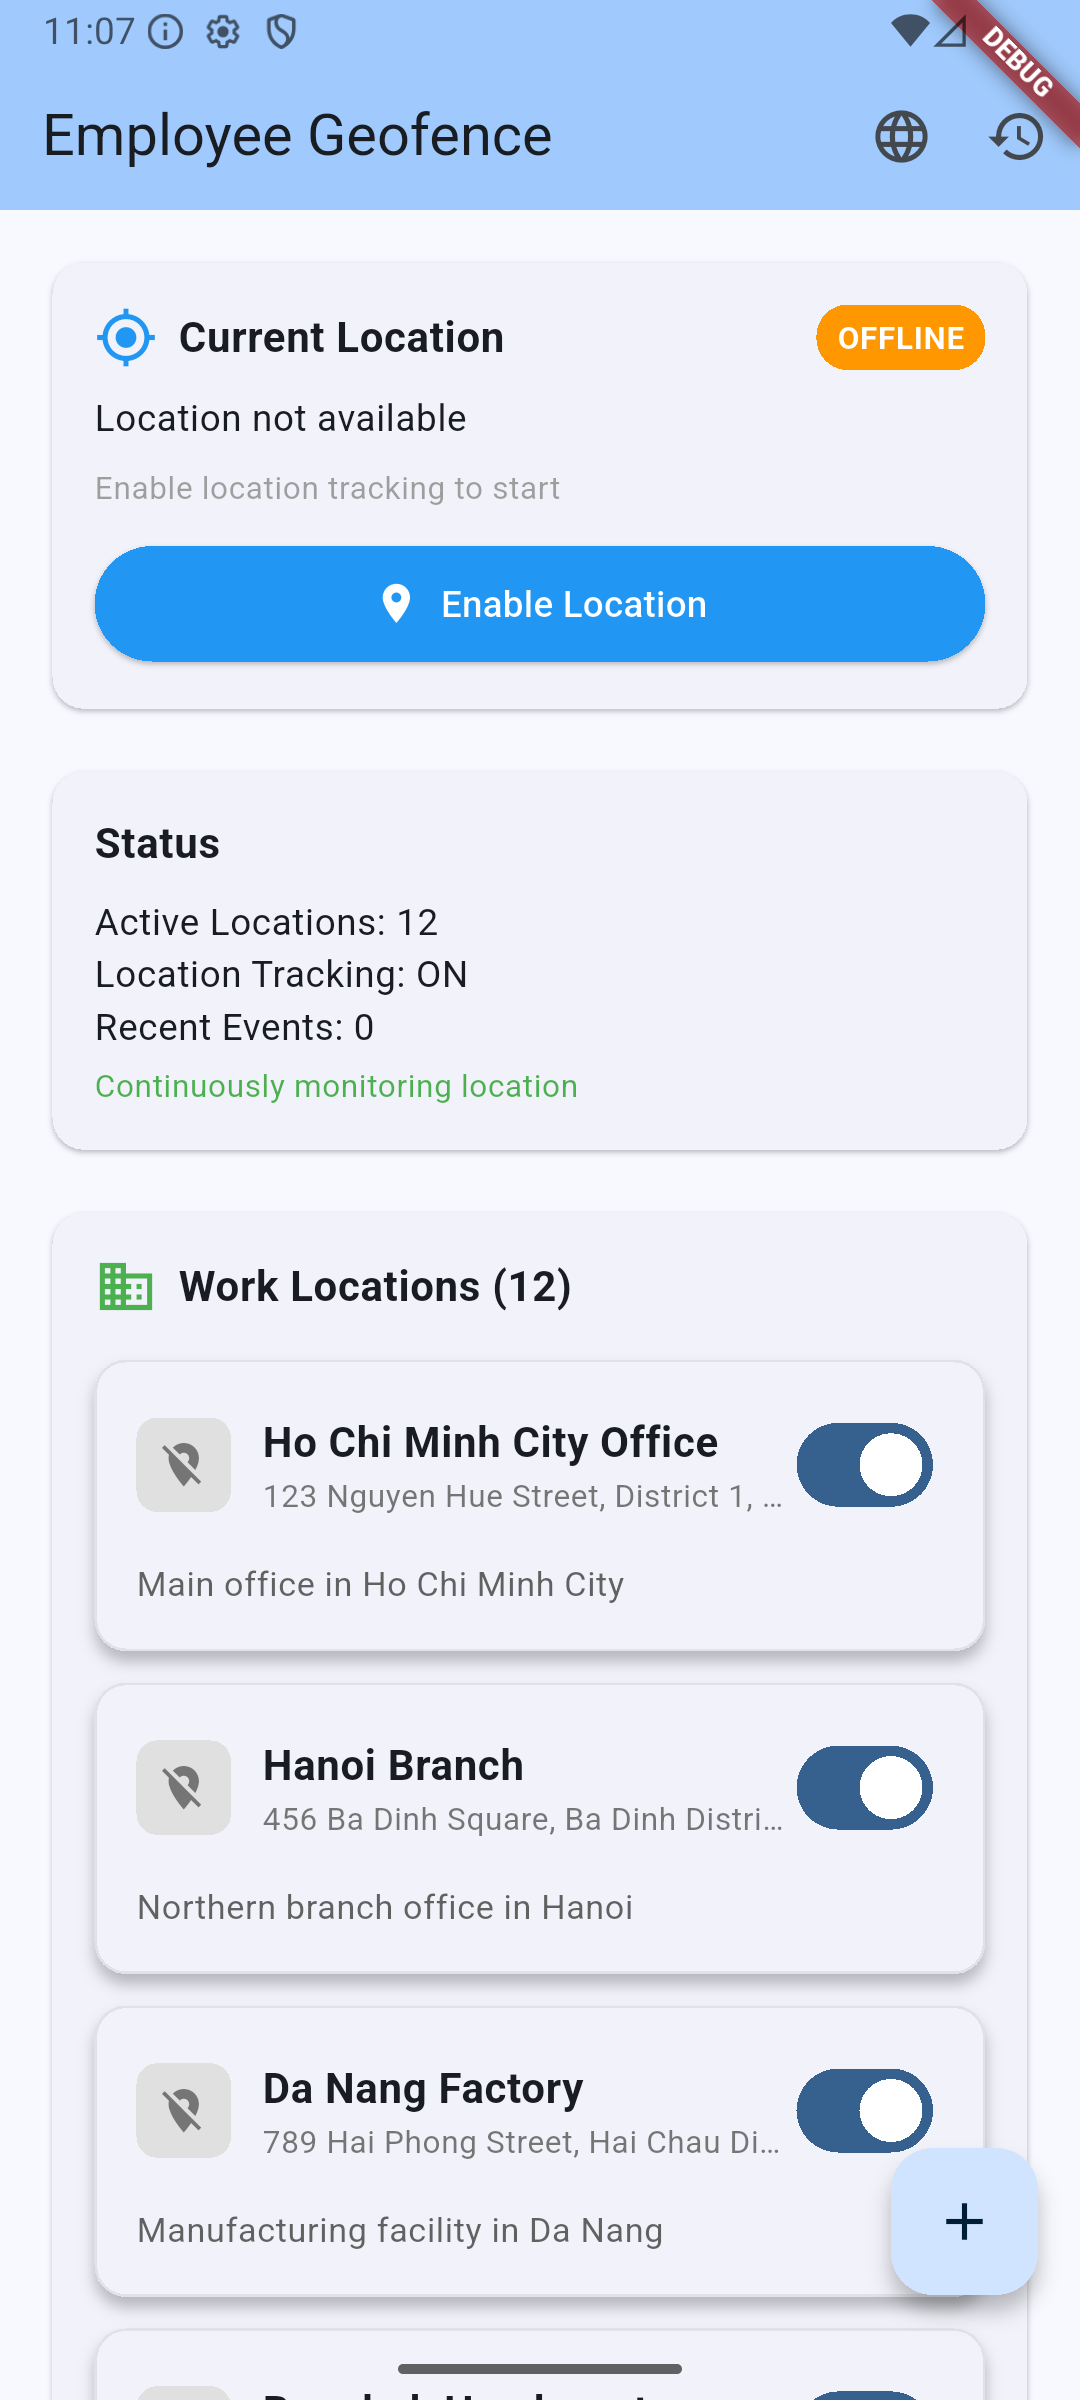 11:07
DEBUG
Employee Geofence
Current Location
OFFLINE
Location not available
Enable location tracking to start
Enable Location
Status
Active Locations: 12
Location Tracking: ON
Recent Events: 0
Continuously monitoring location
Work Locations (12)
Ho Chi Minh City Office
123 Nguyen Hue Street, District 1, …
Main office in Ho Chi Minh City
Hanoi Branch
456 Ba Dinh Square, Ba Dinh Distri…
Northern branch office in Hanoi
Da Nang Factory
789 Hai Phong Street, Hai Chau Di…
Manufacturing facility in Da Nang